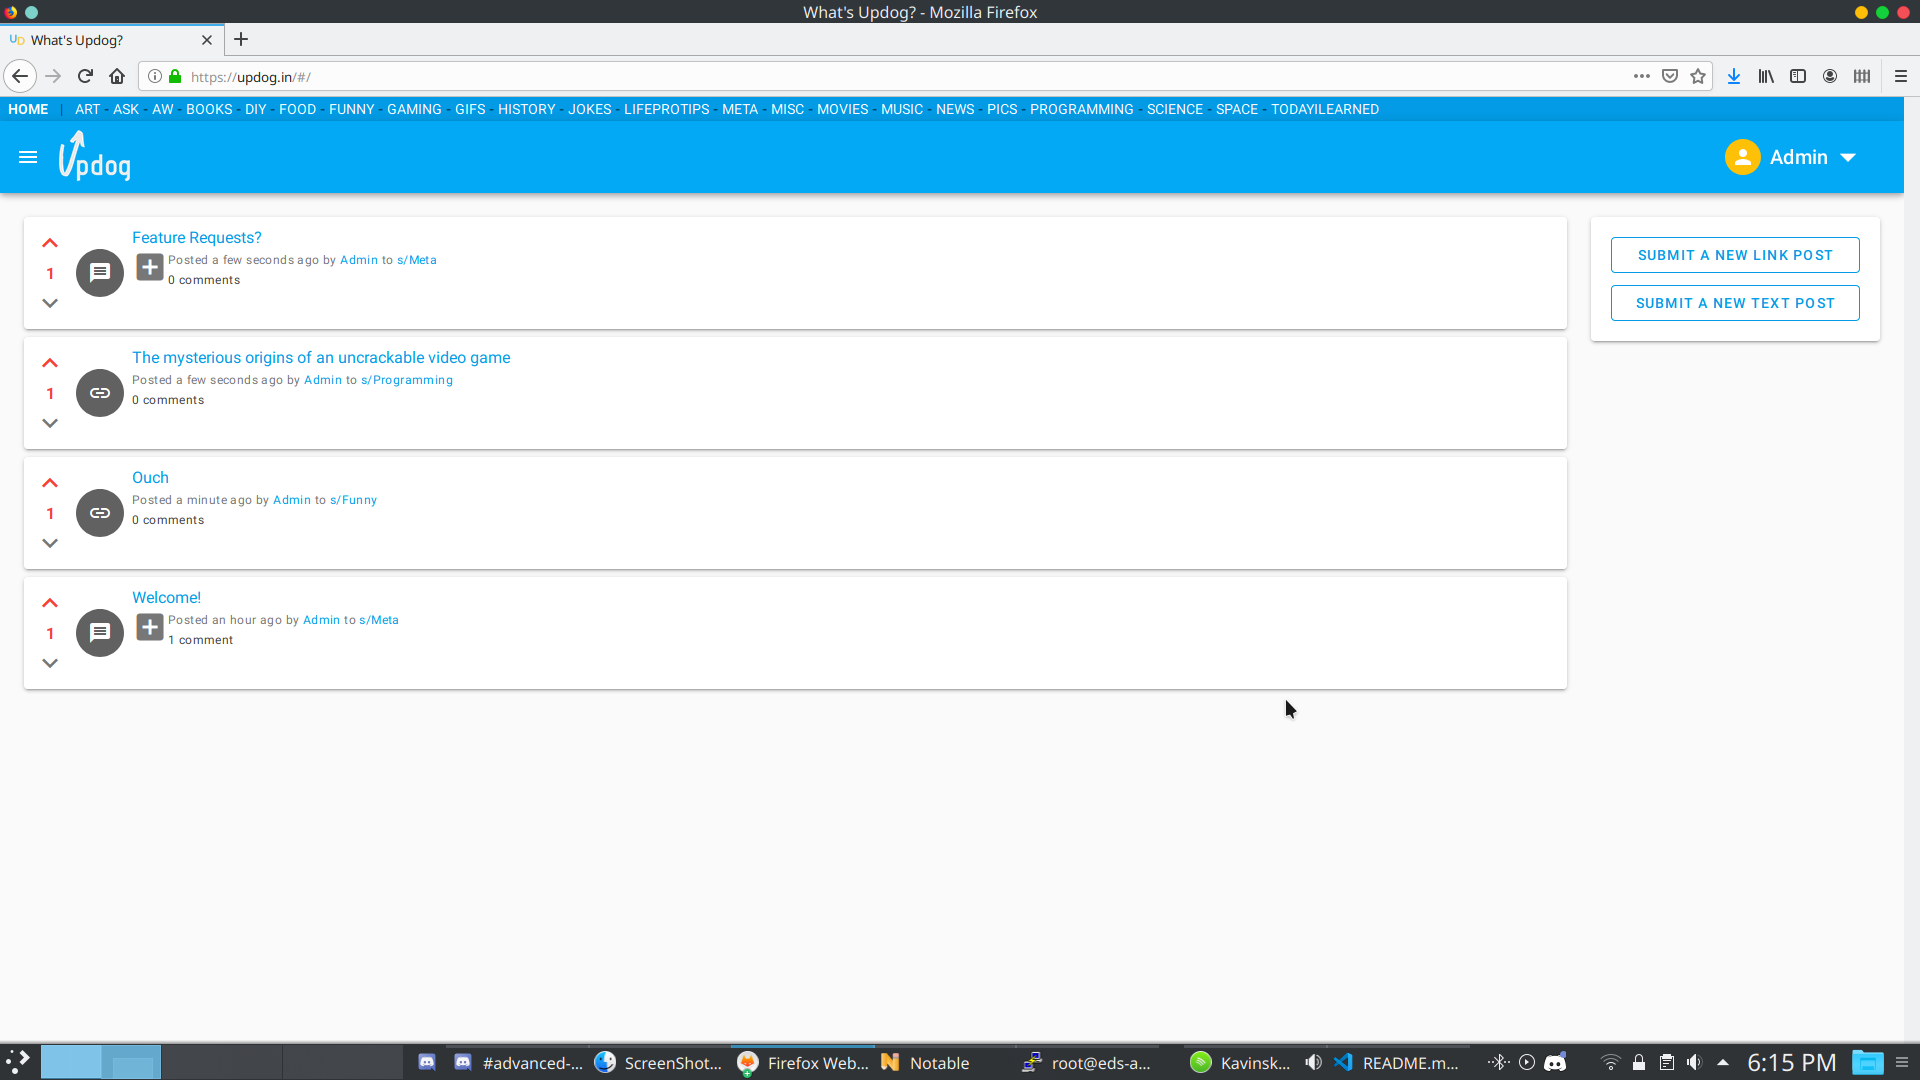 What's Updog? - Mozilla Firefox
UD What's Updog?
https://updog.in/#/
HOME | ART - ASK - AW - BOOKS - DIY - FOOD - FUNNY - GAMING - GIFS - HISTORY - JOKES - LIFEPROTIPS - META - MISC - MOVIES - MUSIC - NEWS - PICS - PROGRAMMING - SCIENCE - SPACE - TODAYILEARNED
Updog
Admin
Feature Requests?
Posted a few seconds ago by Admin to s/Meta
1
0 comments
SUBMIT A NEW LINK POST
SUBMIT A NEW TEXT POST
The mysterious origins of an uncrackable video game
Posted a few seconds ago by Admin to s/Programming
1
0 comments
Ouch
Posted a minute ago by Admin to s/Funny
1
0 comments
Welcome!
Posted an hour ago by Admin to s/Meta
1
1 comment
#advanced-... ScreenShot... Firefox Web... Notable root@eds-a... Kavinsk... README.m... 6:15 PM